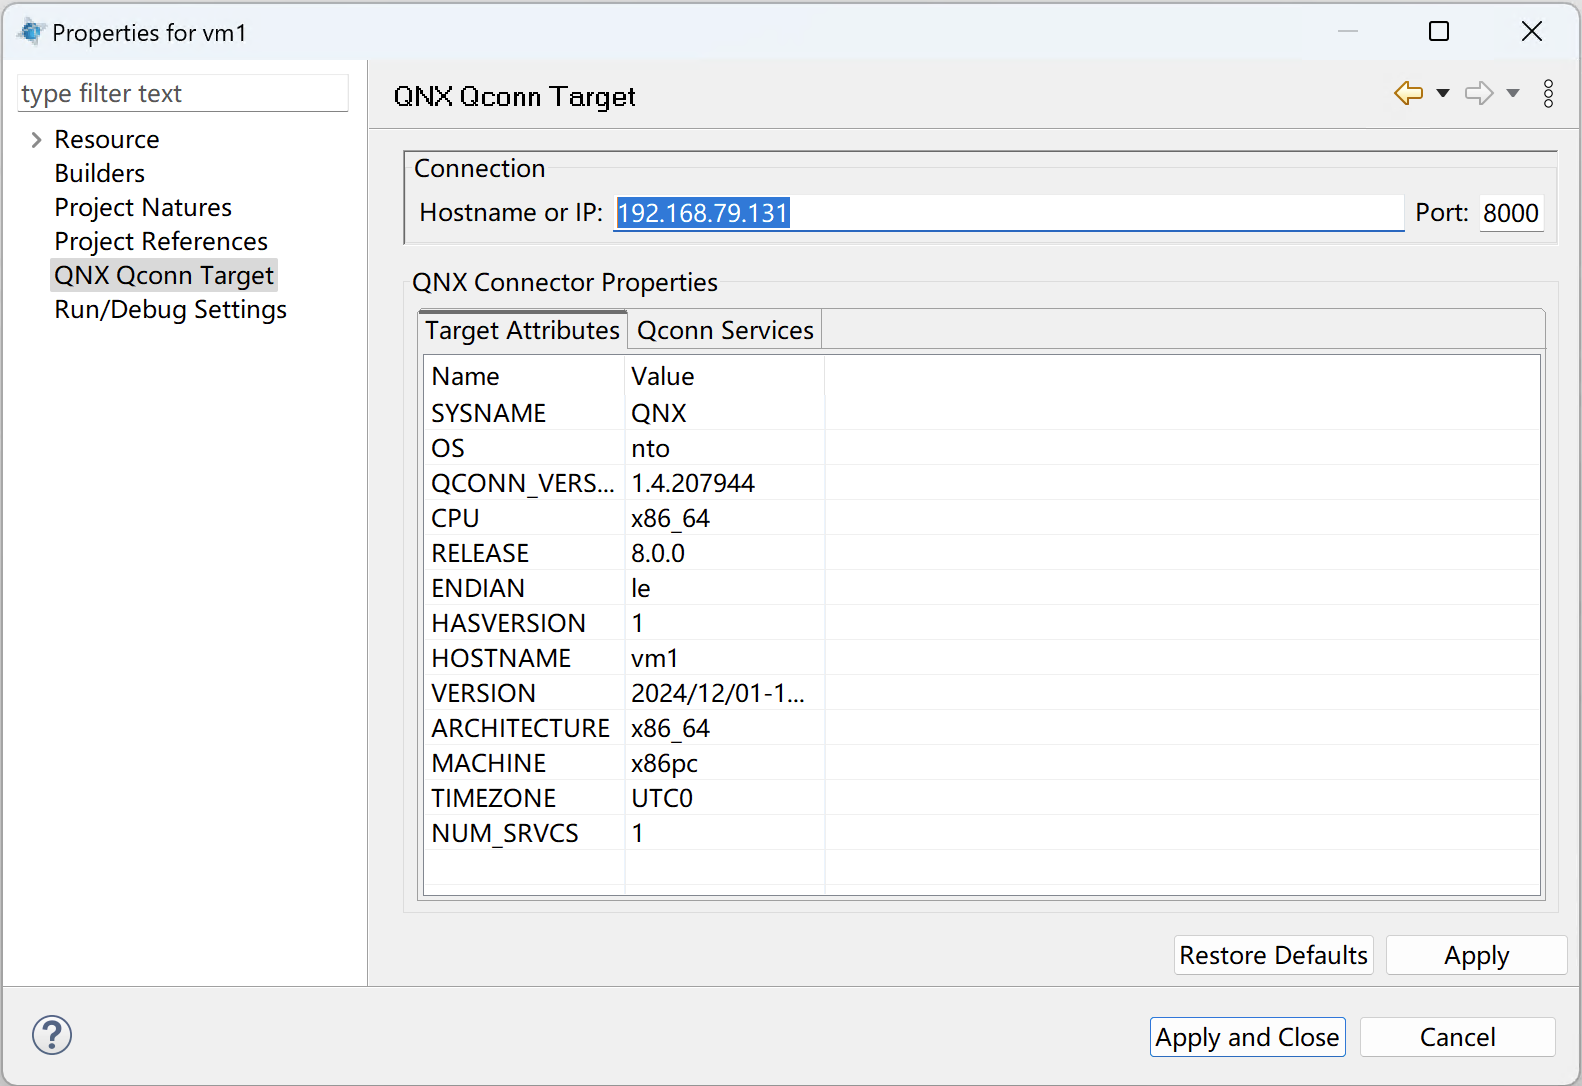 Properties for vm1
type filter text
Resource
Builders
Project Natures
Project References
QNX Qconn Target
Run/Debug Settings
QNX Qconn Target
Connection
Hostname or IP: 192.168.79.131 Port: 8000
QNX Connector Properties
Target Attributes Qconn Services
Name Value
SYSNAME QNX
OS nto
QCONN_VERS... 1.4.207944
CPU x86_64
RELEASE 8.0.0
ENDIAN le
HASVERSION 1
HOSTNAME vm1
VERSION 2024/12/01-1...
ARCHITECTURE x86_64
MACHINE x86pc
TIMEZONE UTC0
NUM_SRVCS 1
Restore Defaults Apply
? Apply and Close Cancel